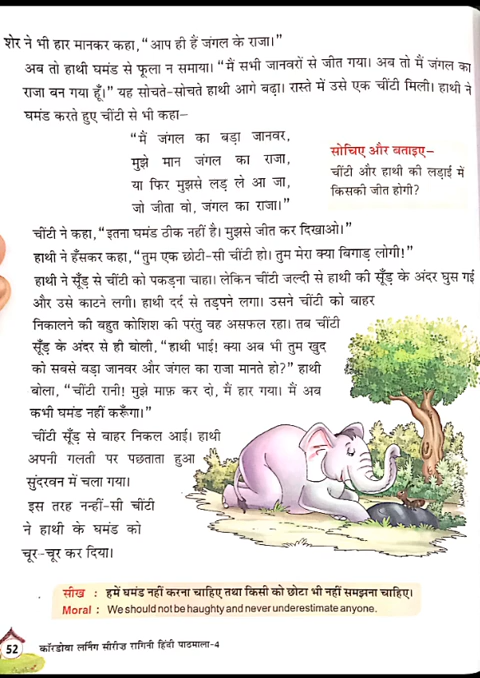 शेर ने भी हार मानकर कहा, “आप ही हैं जंगल के राजा।”
अब तो हाथी घमंड से फूला न समाया। “मैं सभी जानवरों से जीत गया। अब तो मैं जंगल का
राजा बन गया हूँ।” यह सोचते-सोचते हाथी आगे बढ़ा। रास्ते में उसे एक चींटी मिली। हाथी ने
घमंड करते हुए चींटी से भी कहा–
“मैं जंगल का बड़ा जानवर,
मुझे मान जंगल का राजा,
या फिर मुझसे लड़ ले आ जा,
जो जीता वो, जंगल का राजा।”
सोचिए और बताइए–
चींटी और हाथी की लड़ाई में
किसकी जीत होगी?
चींटी ने कहा, “इतना घमंड ठीक नहीं है। मुझसे जीत कर दिखाओ।”
हाथी ने हँसकर कहा, “तुम एक छोटी-सी चींटी हो। तुम मेरा क्या बिगाड़ लोगी!”
हाथी ने सूँड़ से चींटी को पकड़ना चाहा। लेकिन चींटी जल्दी से हाथी की सूँड़ के अंदर घुस गई
और उसे काटने लगी। हाथी दर्द से तड़पने लगा। उसने चींटी को बाहर
निकालने की बहुत कोशिश की परंतु वह असफल रहा। तब चींटी
सूँड़ के अंदर से ही बोली, “हाथी भाई! क्या अब भी तुम खुद
को सबसे बड़ा जानवर और जंगल का राजा मानते हो?” हाथी
बोला, “चींटी रानी! मुझे माफ़ कर दो, मैं हार गया। मैं अब
कभी घमंड नहीं करूँगा।”
चींटी सूँड़ से बाहर निकल आई। हाथी
अपनी गलती पर पछताता हुआ
सुंदरवन में चला गया।
इस तरह नन्हीं-सी चींटी
ने हाथी के घमंड को
चूर-चूर कर दिया।
सीख : हमें घमंड नहीं करना चाहिए तथा किसी को छोटा भी नहीं समझना चाहिए।
Moral : We should not be haughty and never underestimate anyone.
52 कॉरडोवा लर्निंग सीरीज़ रागिनी हिंदी पाठमाला-4